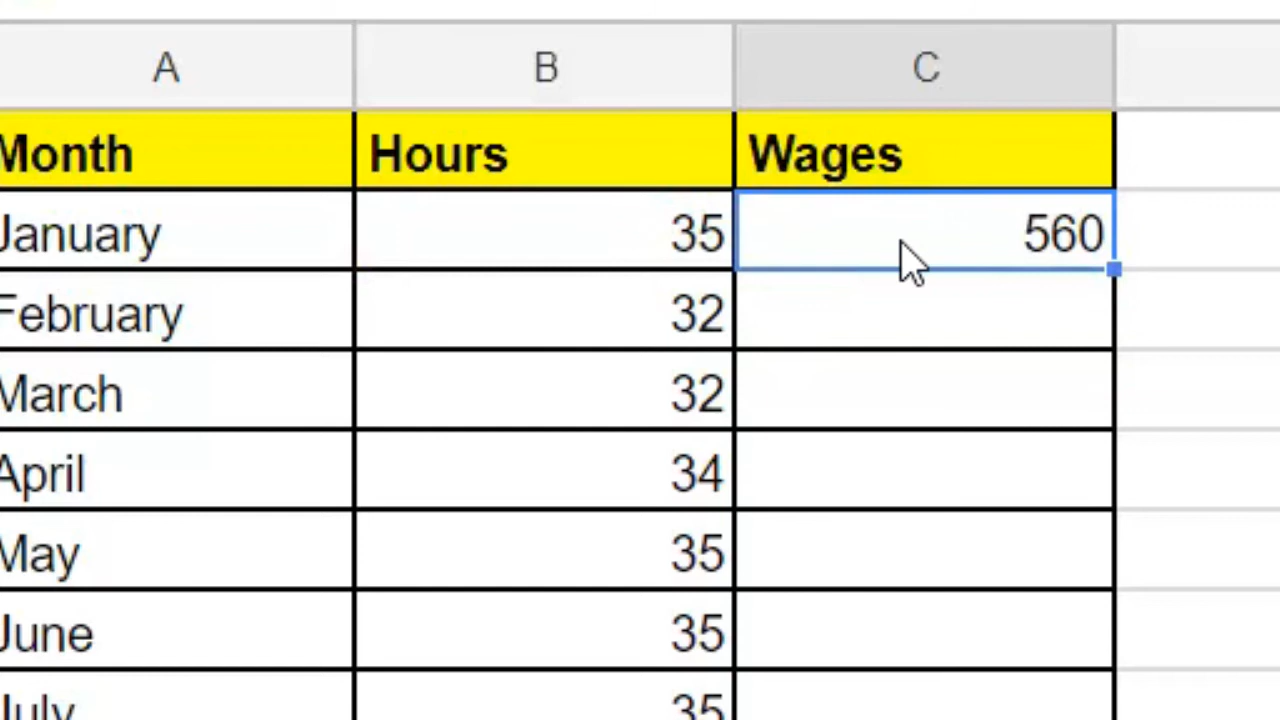 A B C
Month Hours Wages
January 35 560
February 32
March 32
April 34
May 35
June 35
July 35